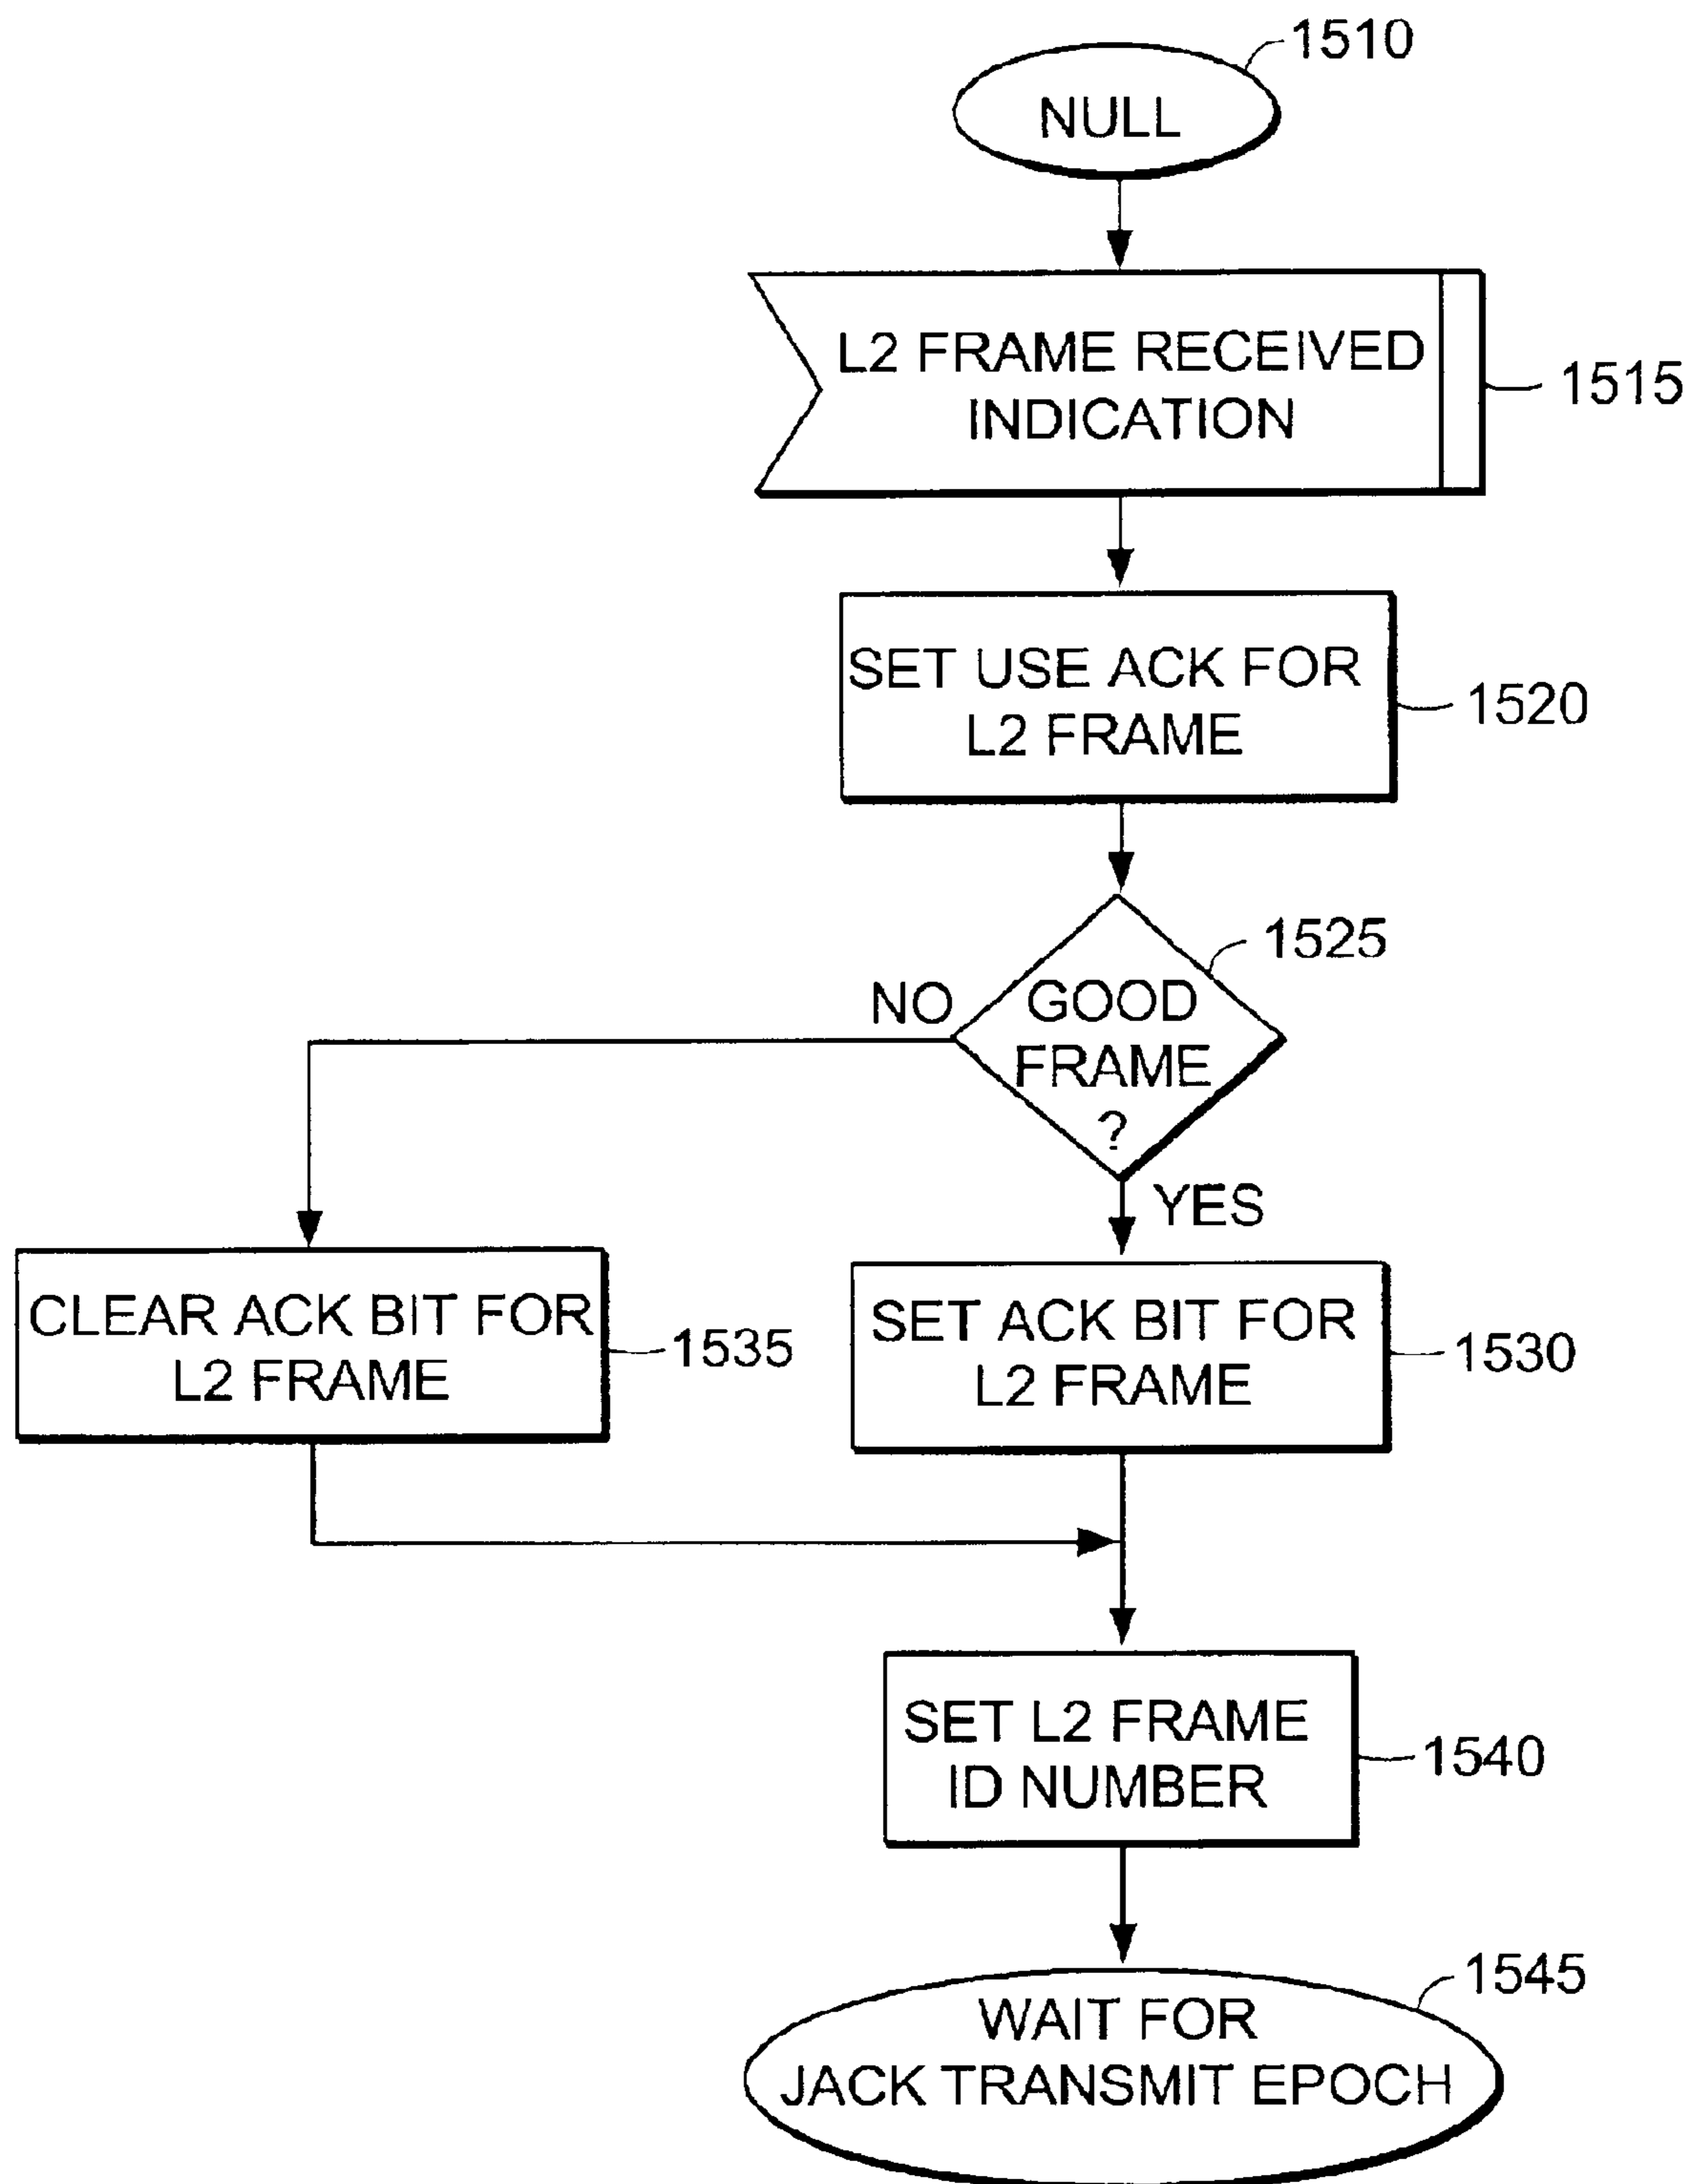 1510
NULL
L2 FRAME RECEIVED
INDICATION
1515
SET USE ACK FOR
L2 FRAME
1520
1525
NO
GOOD
FRAME
?
YES
CLEAR ACK BIT FOR
L2 FRAME
1535
SET ACK BIT FOR
L2 FRAME
1530
SET L2 FRAME
ID NUMBER
1540
1545
WAIT FOR
JACK TRANSMIT EPOCH